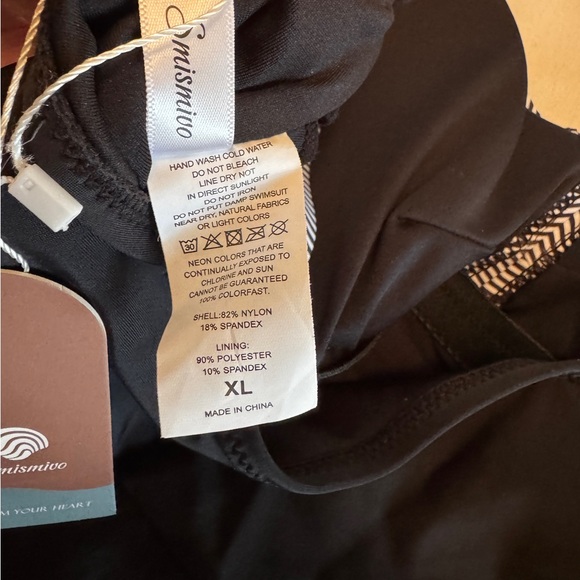 Smismivo
HAND WASH COLD WATER
DO NOT BLEACH
LINE DRY NOT
IN DIRECT SUNLIGHT
DO NOT IRON
DO NOT PUT DAMP SWIMSUIT
NEAR DRY, NATURAL FABRICS
OR LIGHT COLORS
30
NEON COLORS THAT ARE
CONTINUALLY EXPOSED TO
CHLORINE AND SUN
CANNOT BE GUARANTEED
100% COLORFAST.
SHELL:82% NYLON
18% SPANDEX
LINING:
90% POLYESTER
10% SPANDEX
XL
MADE IN CHINA
mismivo
YOUR HEART